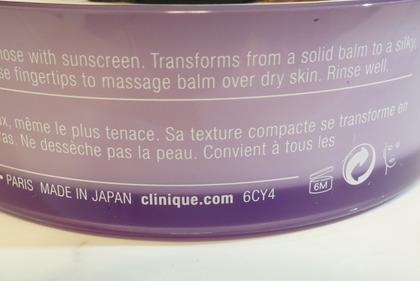 with sunscreen. Transforms from a solid balm to a silky,
fingertips to massage balm over dry skin. Rinse well.
même le plus tenace. Sa texture compacte se transforme en
Ne dessèche pas la peau. Convient à tous les
• PARIS MADE IN JAPAN clinique.com 6CY4
6M